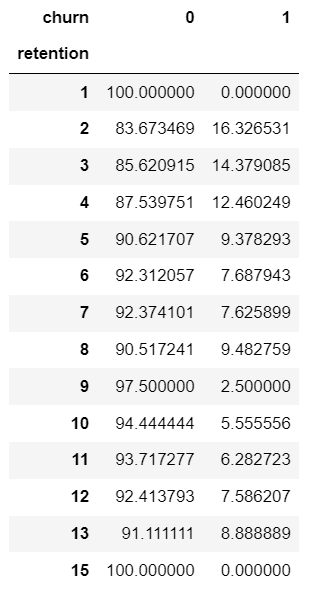 churn 0 1
retention
1 100.000000 0.000000
2 83.673469 16.326531
3 85.620915 14.379085
4 87.539751 12.460249
5 90.621707 9.378293
6 92.312057 7.687943
7 92.374101 7.625899
8 90.517241 9.482759
9 97.500000 2.500000
10 94.444444 5.555556
11 93.717277 6.282723
12 92.413793 7.586207
13 91.111111 8.888889
15 100.000000 0.000000